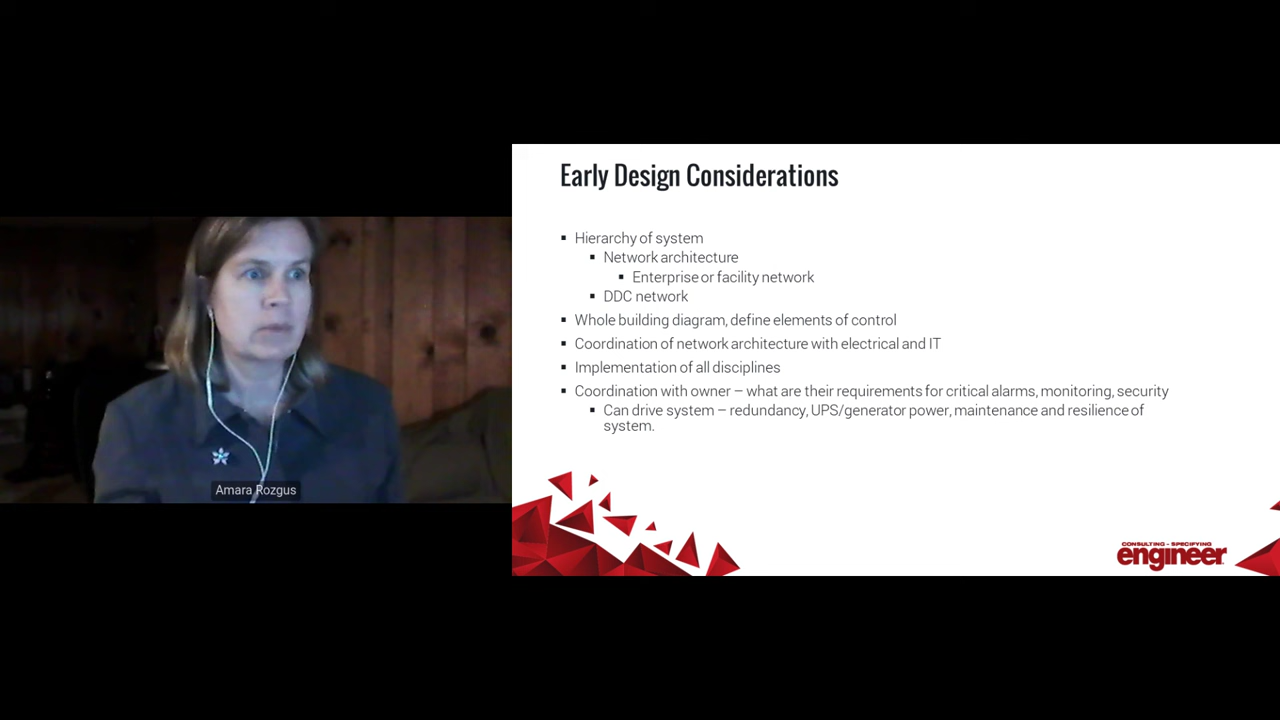 Early Design Considerations
▪ Hierarchy of system
▪ Network architecture
▪ Enterprise or facility network
▪ DDC network
▪ Whole building diagram, define elements of control
▪ Coordination of network architecture with electrical and IT
▪ Implementation of all disciplines
▪ Coordination with owner – what are their requirements for critical alarms, monitoring, security
▪ Can drive system – redundancy, UPS/generator power, maintenance and resilience of
system.
Amara Rozgus
CONSULTING - SPECIFYING
engineer